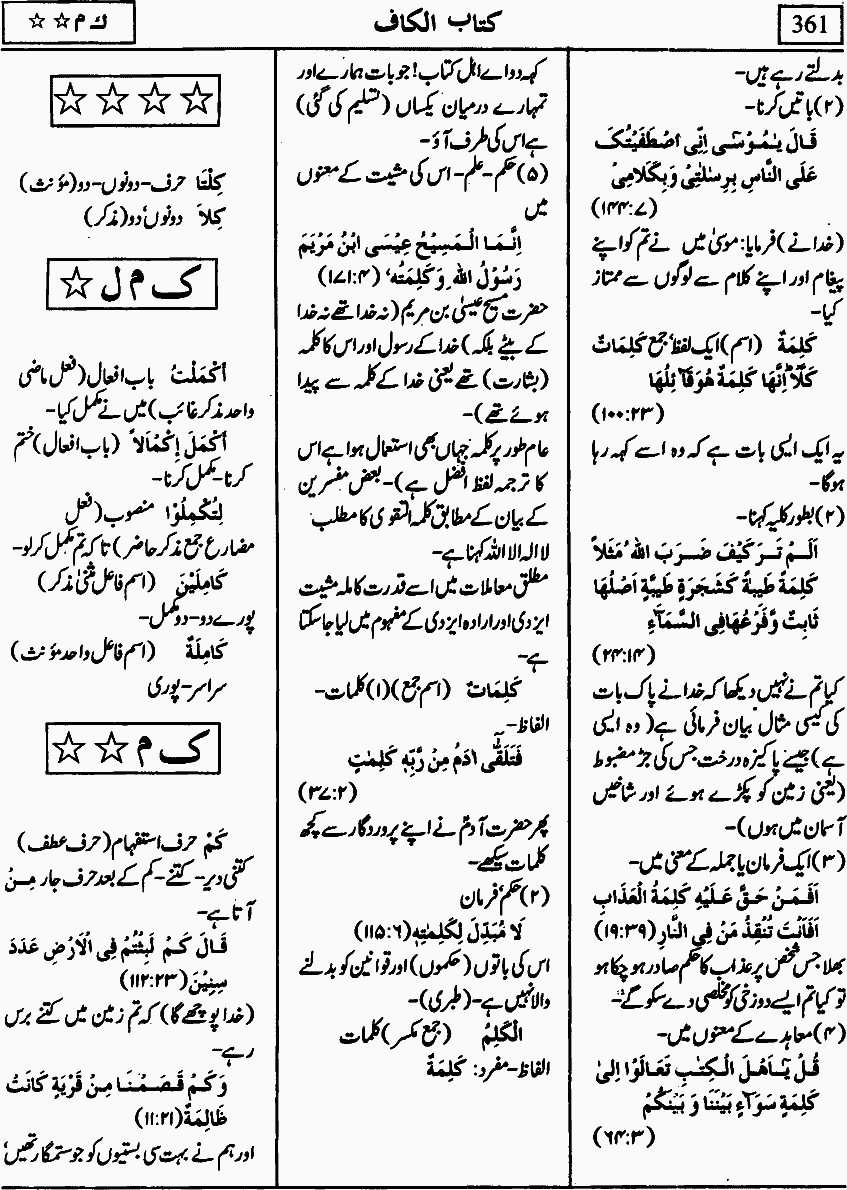 361
کتاب الکاف
ک م ☆ ☆
بدلتے رہے ہیں-
(۲) باتیں کرنا-
قَالَ یٰمُوْسٰی اِنِّی اصْطَفَیْتُکَ
عَلَی النَّاسِ بِرِسٰلٰتِیْ وَبِکَلَامِیْ
(۱۴۴:۷)
(خدا نے) فرمایا: موسیٰ میں نے تم کو اپنے
پیغام اور اپنے کلام سے لوگوں سے ممتاز
کیا-
کَلِمَۃٌ (اسم) ایک لفظ' جمع کَلِمَاتٌ
کَلَّا اِنَّهَا کَلِمَۃٌ هُوَ قَآئِلُهَا
(۱۰۰:۲۳)
یہ ایک ایسی بات ہے کہ وہ اسے کہہ رہا
ہوگا-
(۲) بطور کلیہ کہنا-
اَلَمْ تَرَ کَیْفَ ضَرَبَ اللّٰهُ مَثَلاً
کَلِمَۃً طَیِّبَۃً کَشَجَرَۃٍ طَیِّبَۃٍ اَصْلُهَا
ثَابِتٌ وَّفَرْعُهَا فِی السَّمَآءِ
(۲۴:۱۴)
کیا تم نے نہیں دیکھا کہ خدا نے پاک بات
کی کیسی مثال بیان فرمائی ہے (وہ ایسی
ہے) جیسے پاکیزہ درخت جس کی جڑ مضبوط
(یعنی زمین کو پکڑے ہوئے اور شاخیں
آسمان میں ہوں)-
(۳) ایک فرمان یا جملہ کے معنی میں-
اَفَمَنْ حَقَّ عَلَیْهِ کَلِمَۃُ الْعَذَابِ
اَفَاَنْتَ تُنْقِذُ مَنْ فِی النَّارِ (۱۹:۳۹)
بھلا جس شخص پر عذاب کا حکم صادر ہو چکا ہو
تو کیا تم ایسے دوزخی کو مخلصی دے سکو گے-
(۴) معاہدے کے معنوں میں-
قُلْ یٰٓاَهْلَ الْکِتٰبِ تَعَالَوْا اِلیٰ
کَلِمَۃٍ سَوَآءٍ بَیْنَنَا وَ بَیْنَکُمْ
(۶۴:۳)
کہہ دو اے اہل کتاب! جو بات ہمارے اور
تمہارے درمیان یکساں (تسلیم کی گئی)
ہے اس کی طرف آؤ-
(۵) حکم- علم- اس کی مشیت کے معنوں
میں
اِنَّمَا الْمَسِیْحُ عِیْسَی ابْنُ مَرْیَمَ
رَسُوْلُ اللّٰهِ وَکَلِمَتُهٗ (۱۷۱:۴)
حضرت مسیح عیسیٰ بن مریم (نہ خدا تھے نہ خدا
کے بیٹے بلکہ) خدا کے رسول اور اس کا کلمہ
(بشارت) تھے یعنی خدا کے کلمہ سے پیدا
ہوئے تھے)-
عام طور پر کلمہ جہاں بھی استعمال ہوا ہے اس
کا ترجمہ لفظ افضل ہے)- بعض مفسرین
کے بیان کے مطابق کلمہ التقوی کا مطلب
لا الہ الا اللہ کہنا ہے-
مطلق معاملات میں اسے قدرت کاملہ مشیت
ایزدی اور ارادہ ایزدی کے مفہوم میں لیا جا سکتا
ہے-
کَلِمَاتٌ (اسم جمع) (۱) کلمات-
الفاظ-
فَتَلَقّٰی اٰدَمُ مِنْ رَّبِّهٖ کَلِمٰتٍ
(۳۷:۲)
پھر حضرت آدمؑ نے اپنے پروردگار سے کچھ
کلمات سیکھے-
(۲) حکم' فرمان
لَا مُبَدِّلَ لِکَلِمٰتِهٖ (۱۱۵:۶)
اس کی باتوں (حکموں) اور قوانین کو بدلنے
والا نہیں ہے- (طبری)-
اَلْکَلِمُ (جمع مکسر) کلمات
الفاظ- مفرد: کَلِمَۃٌ
☆ ☆ ☆ ☆
کِلْتَا حرف- دونوں- دو (مؤنث)
کِلاَ دونوں' دو (مذکر)
ک م ل ☆
اَکْمَلْتُ باب افعال (فعل ماضی
واحد مذکر غائب) میں نے مکمل کیا-
اَکْمَلَ اِکْمَالاً (باب افعال) ختم
کرنا- مکمل کرنا-
لِتُکْمِلُوْا منصوب (فعل
مضارع جمع مذکر حاضر) تاکہ تم مکمل کر لو-
کَامِلَیْنِ (اسم فاعل مثنیٰ مذکر)
پورے دو- دو مکمل-
کَامِلَۃٌ (اسم فاعل واحد مؤنث)
سراسر- پوری
ک م ☆ ☆
کَمْ حرف استفہام (حرف عطف)
کتنی دیر- کتنے- کم کے بعد حرف جار مِنْ
آتا ہے-
قَالَ کَمْ لَبِثْتُمْ فِی الْاَرْضِ عَدَدَ
سِنِیْنَ (۱۱۲:۲۳)
(خدا پوچھے گا) کہ تم زمین میں کتنے برس
رہے-
وَکَمْ قَصَمْنَا مِنْ قَرْیَۃٍ کَانَتْ
ظَالِمَۃً (۱۱:۲۱)
اور ہم نے بہت سی بستیوں کو جو ستمگار تھیں'